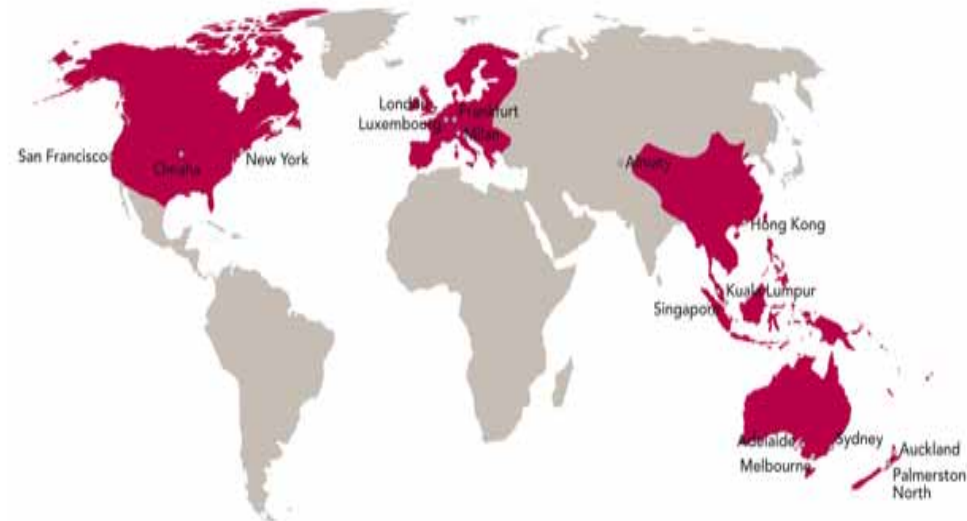 London
Frankfurt
Luxembourg
Milan
San Francisco
Omaha
New York
Almaty
Hong Kong
Kuala Lumpur
Singapore
Adelaide
Sydney
Melbourne
Auckland
Palmerston
North